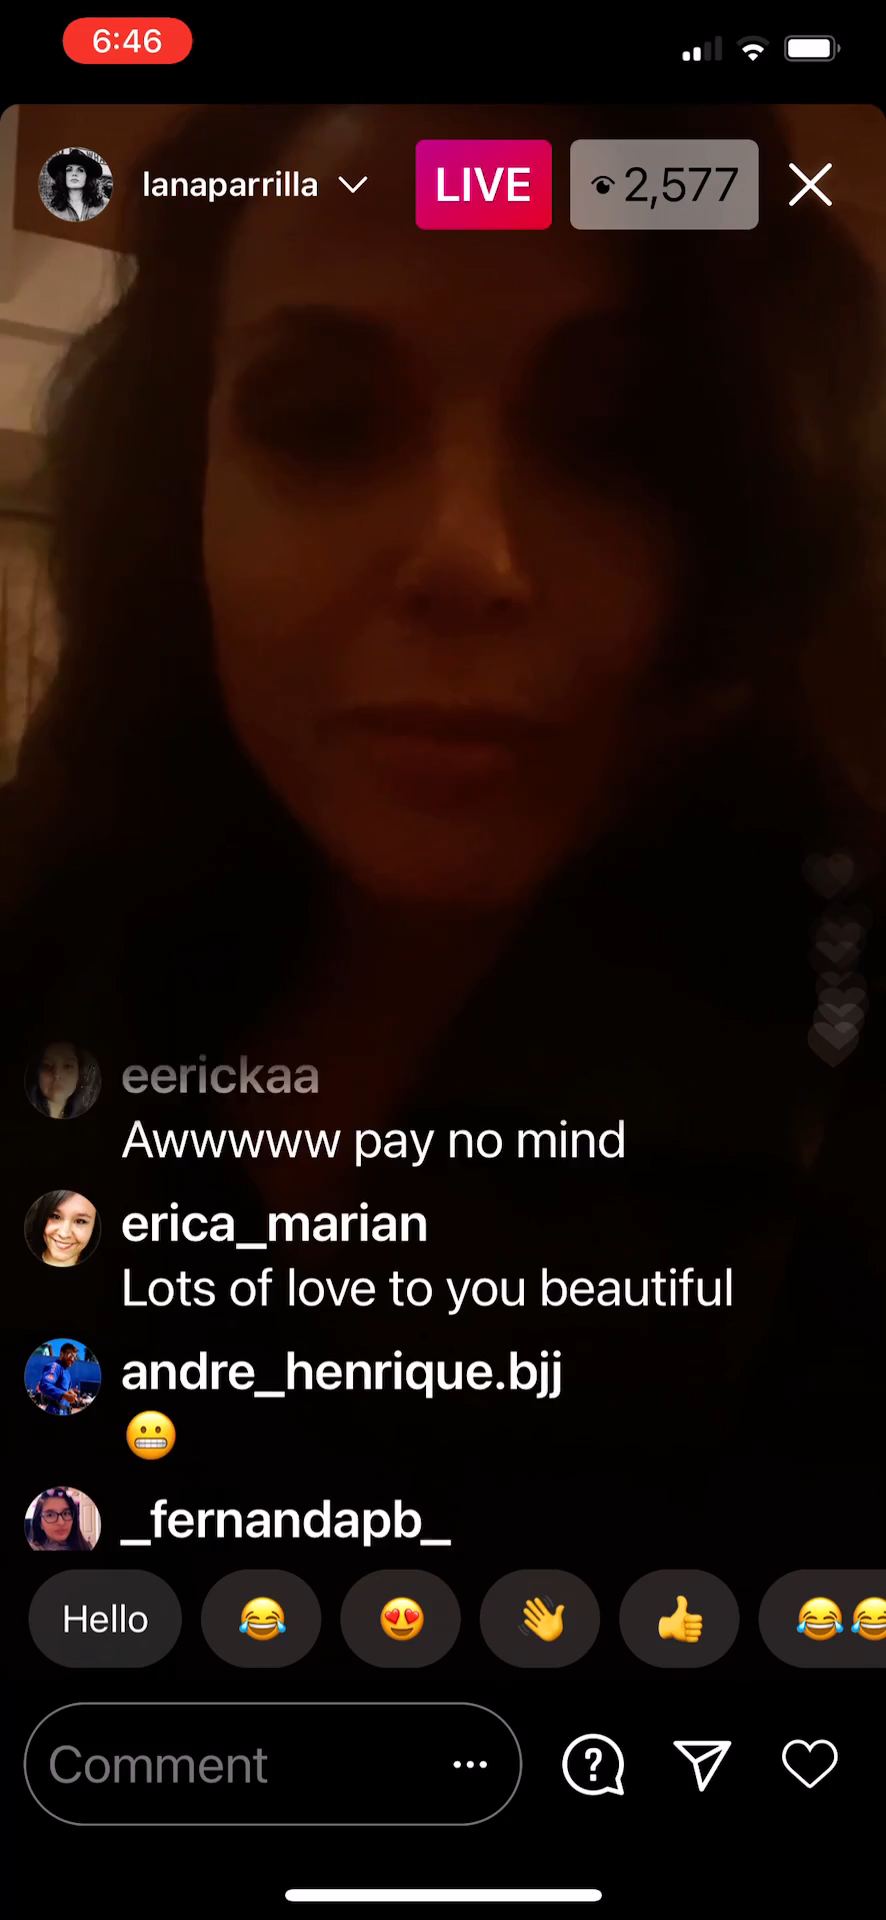 6:46
lanaparrilla
LIVE
2,577
eerickaa
Awwwww pay no mind
erica_marian
Lots of love to you beautiful
andre_henrique.bjj
😬
_fernandapb_
Hello 😂 😍 👋 👍 😂😂
Comment